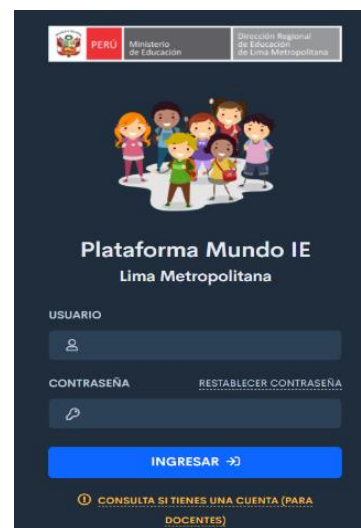 PERÚ
Ministerio
de Educación
Dirección Regional
de Educación
de Lima Metropolitana
Plataforma Mundo IE
Lima Metropolitana
USUARIO
CONTRASEÑA RESTABLECER CONTRASEÑA
INGRESAR
CONSULTA SI TIENES UNA CUENTA (PARA
DOCENTES)